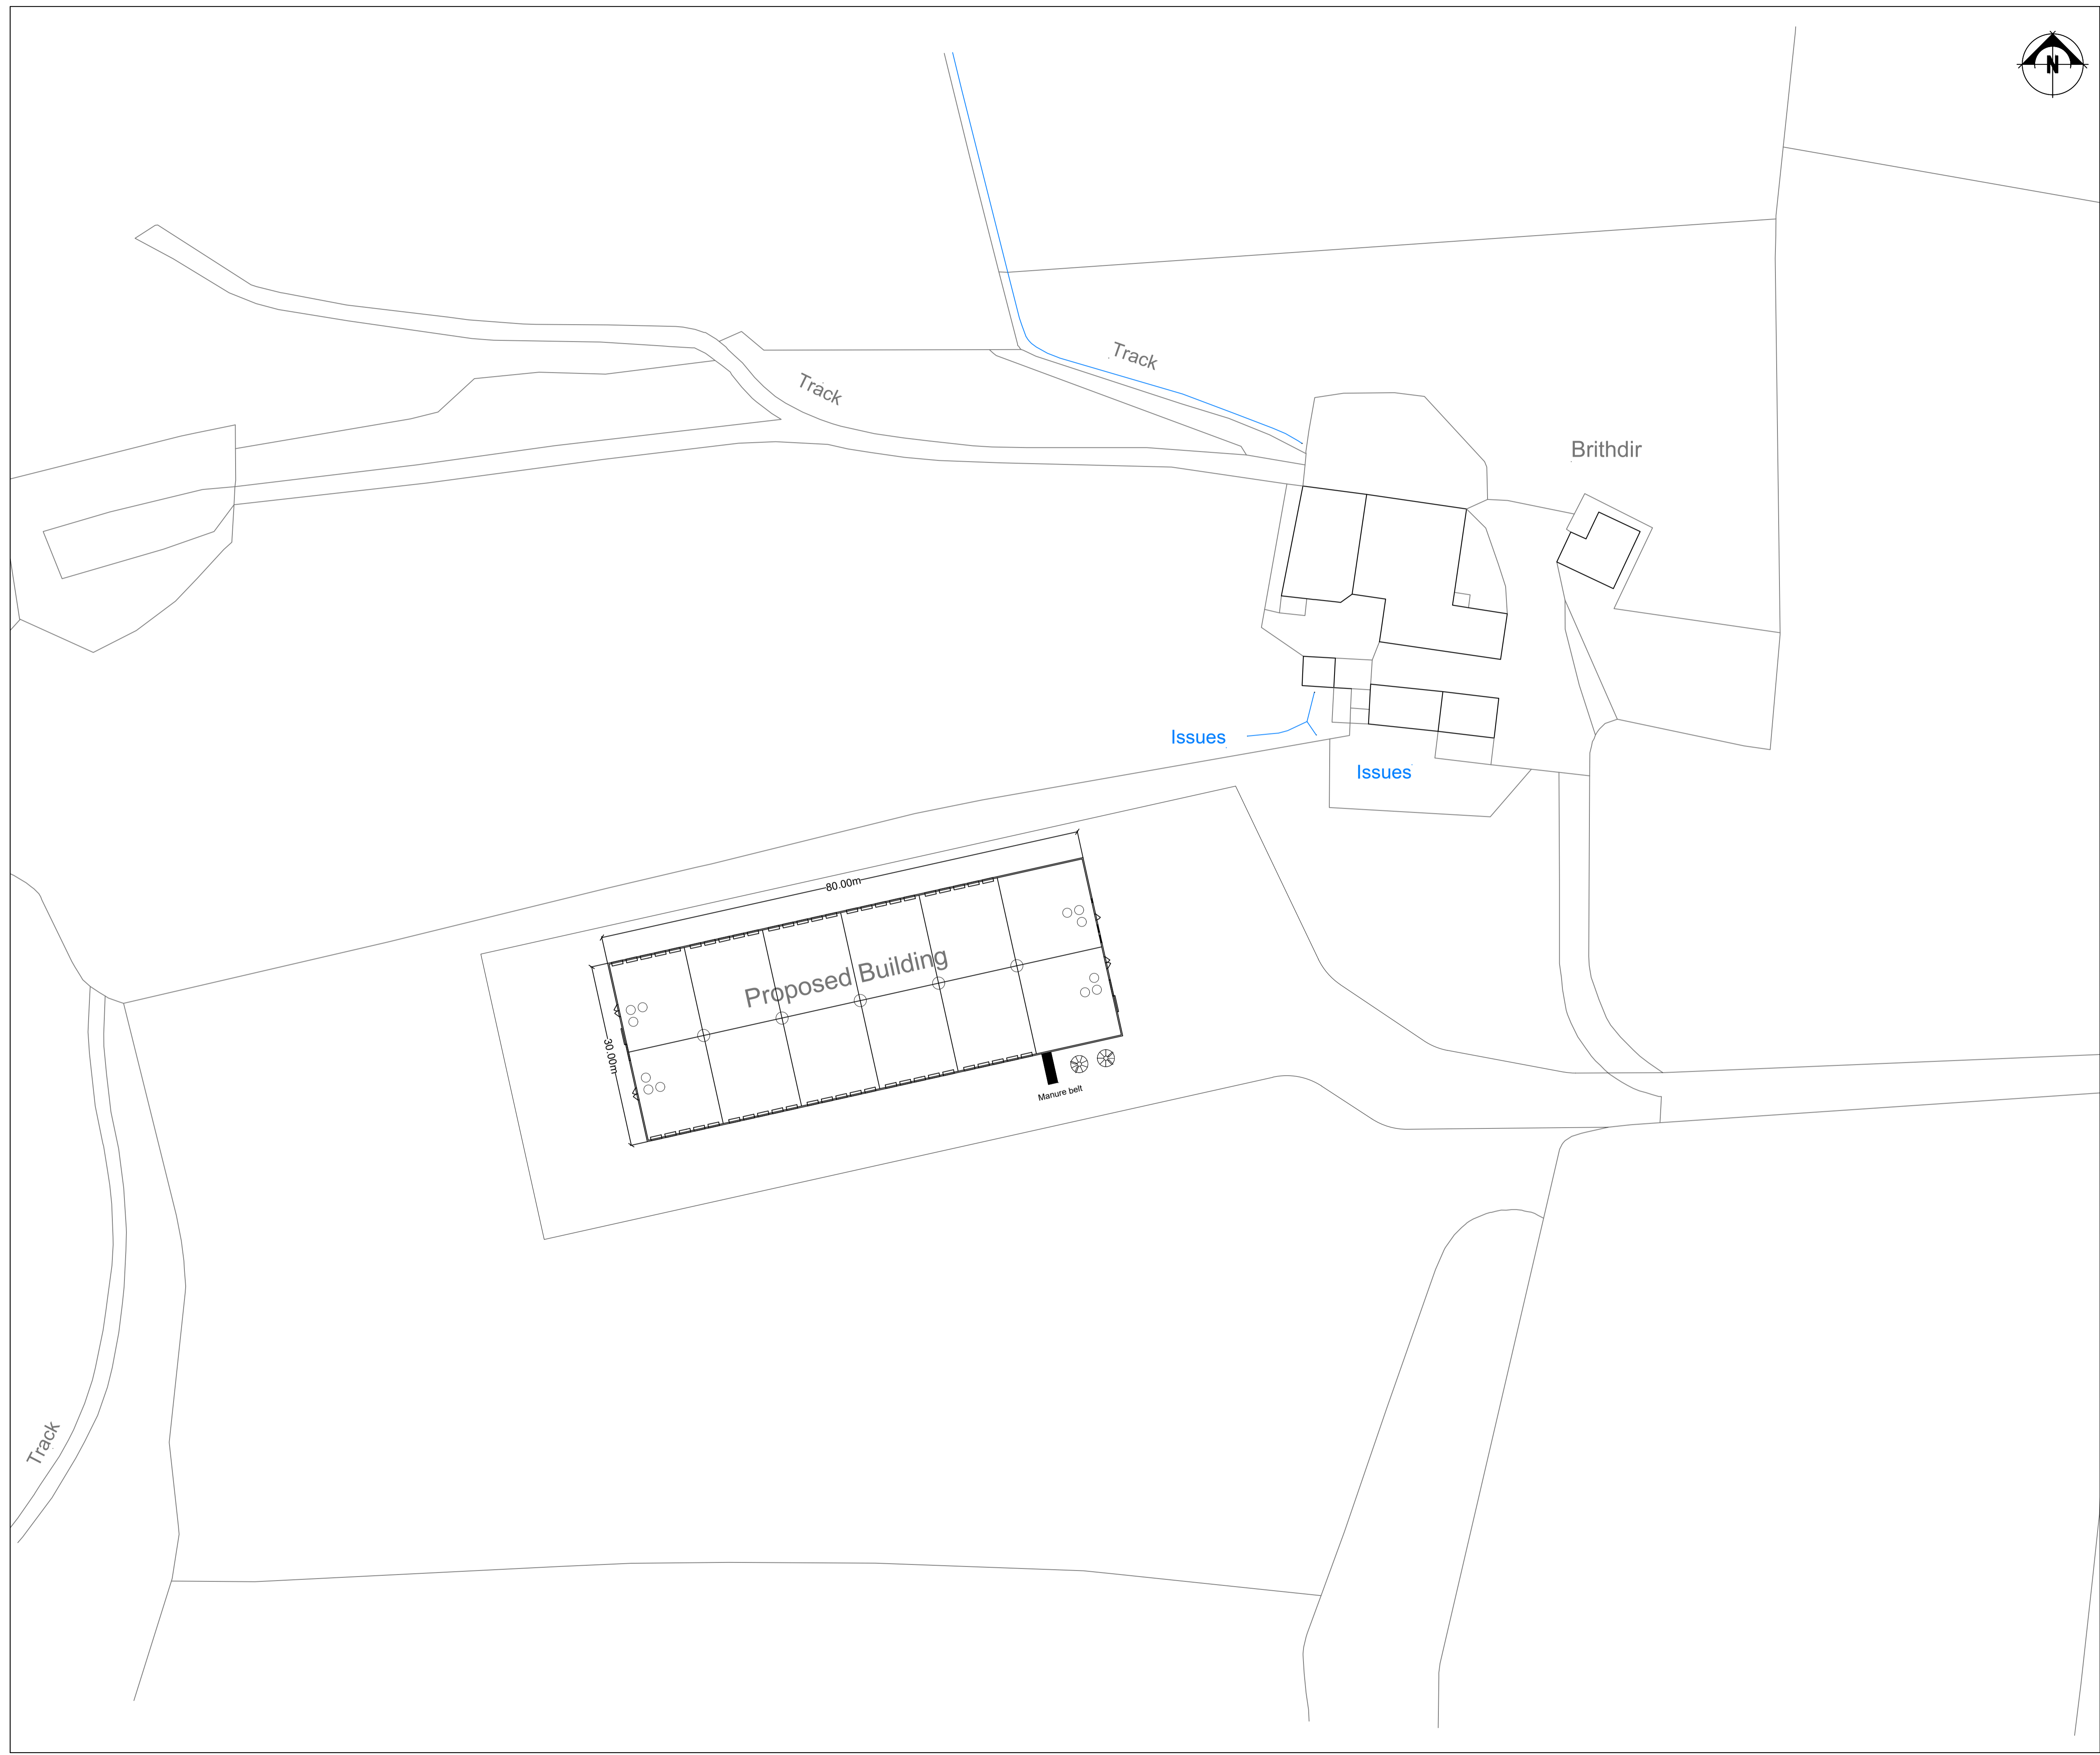 N
Track
Track
Brithdir
Issues
Issues
80.00m
Proposed Building
30.00m
Manure belt
Track